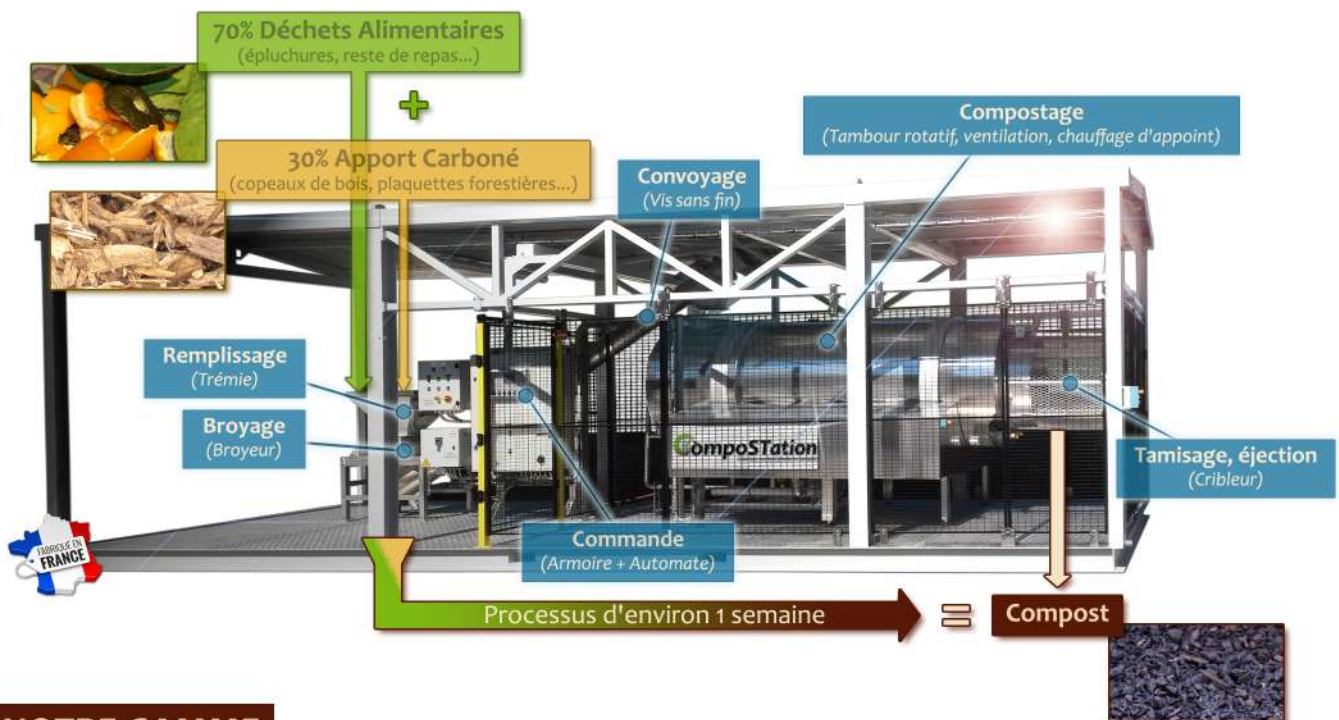 70% Déchets Alimentaires
(épluchures, reste de repas...)
30% Apport Carboné
(copeaux de bois, plaquettes forestières...)
Convoyage
(Vis sans fin)
Compostage
(Tambour rotatif, ventilation, chauffage d'appoint)
Remplissage
(Trémie)
Broyage
(Broyeur)
CompoSTation
Tamisage, éjection
(Cribleur)
Commande
(Armoire + Automate)
FABRIQUÉ EN
FRANCE
Processus d'environ 1 semaine
=
Compost
NOTRE GAMME